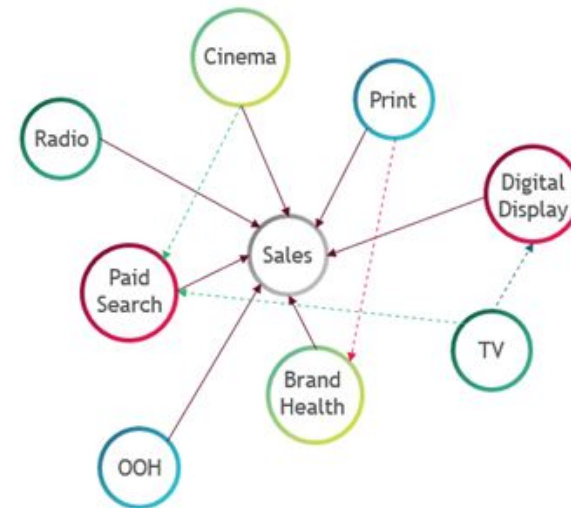 Cinema
Print
Radio
Digital
Display
Sales
Paid
Search
TV
Brand
Health
OOH